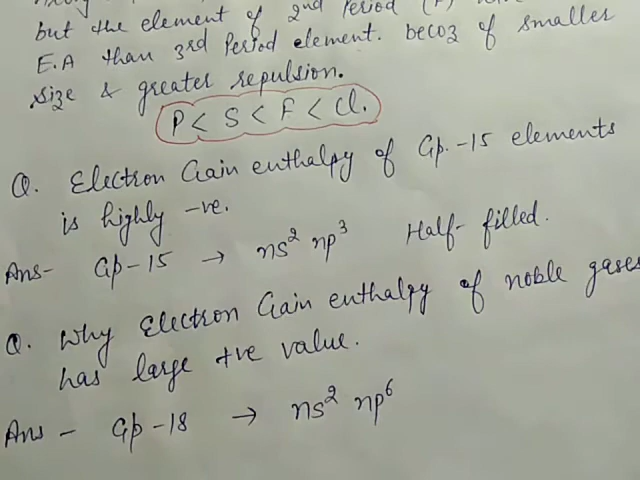 but the element of 2nd Period (F)
E.A than 3rd Period element. becoz of smaller
size & greater repulsion.
P < S < F < Cl.
Q. Electron Gain enthalpy of Gp.-15 elements
is highly -ve.
Ans- Gp-15 → ns² np³ Half-filled.
Q. Why Electron Gain enthalpy of noble gases
has large +ve value.
Ans - Gp-18 → ns² np⁶